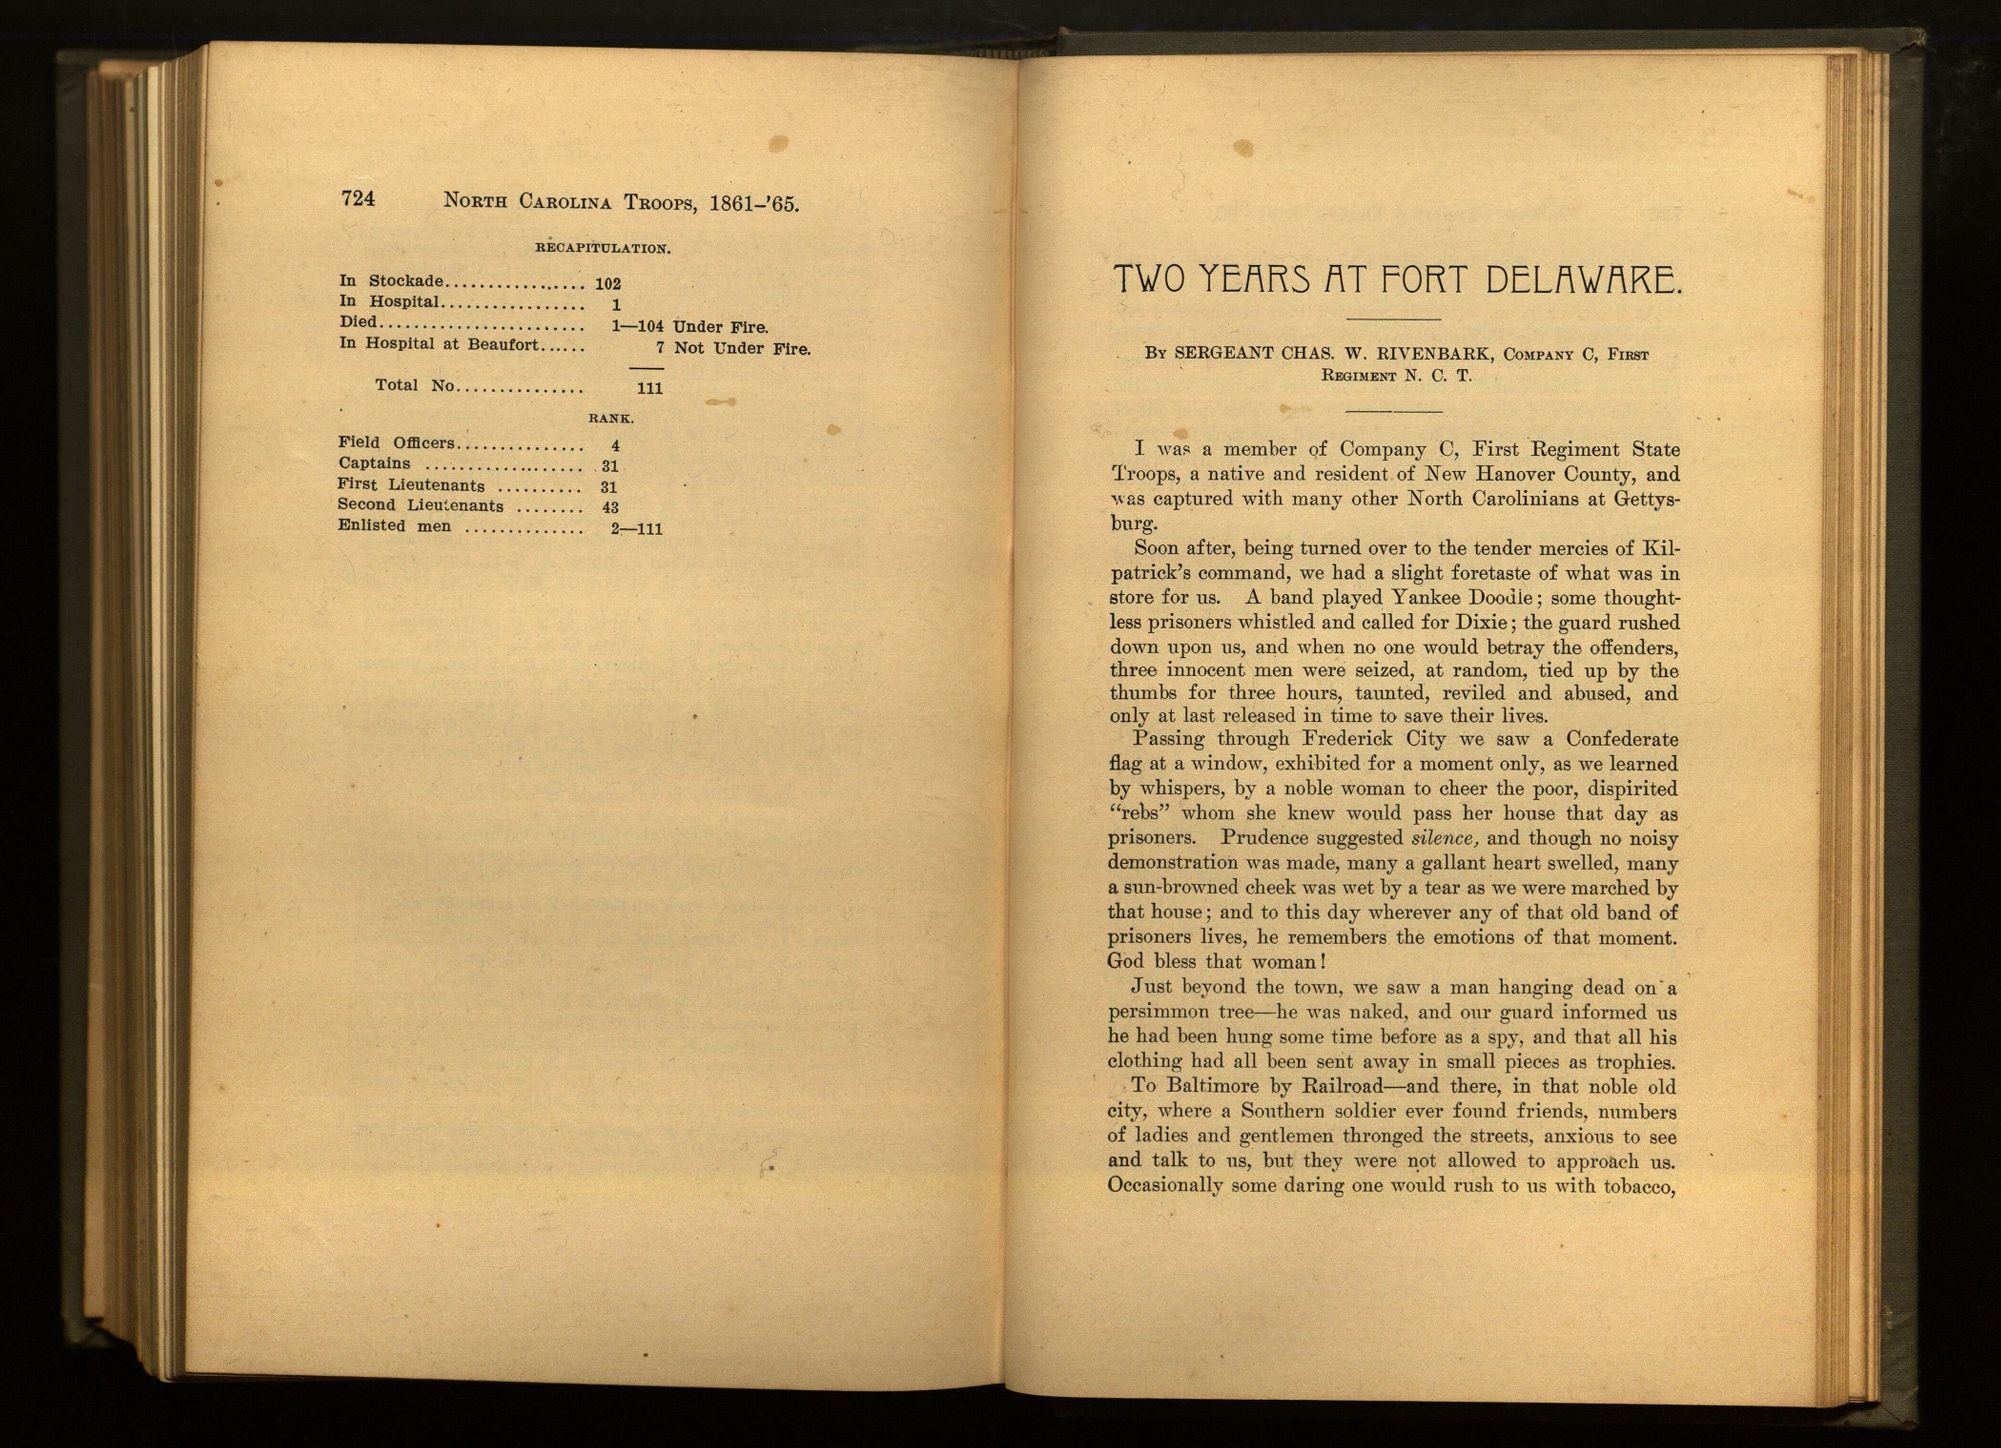 724 North Carolina Troops, 1861–'65.
RECAPITULATION.
In Stockade................. 102
In Hospital................. 1
Died........................ 1—104 Under Fire.
In Hospital at Beaufort...... 7 Not Under Fire.
Total No............... 111
RANK.
Field Officers............... 4
Captains .................. 31
First Lieutenants .......... 31
Second Lieutenants ........ 43
Enlisted men .............. 2—111
TWO YEARS AT FORT DELAWARE.
By SERGEANT CHAS. W. RIVENBARK, Company C, First
Regiment N. C. T.
I was a member of Company C, First Regiment State
Troops, a native and resident of New Hanover County, and
was captured with many other North Carolinians at Gettys-
burg.
Soon after, being turned over to the tender mercies of Kil-
patrick's command, we had a slight foretaste of what was in
store for us. A band played Yankee Doodle; some thought-
less prisoners whistled and called for Dixie; the guard rushed
down upon us, and when no one would betray the offenders,
three innocent men were seized, at random, tied up by the
thumbs for three hours, taunted, reviled and abused, and
only at last released in time to save their lives.
Passing through Frederick City we saw a Confederate
flag at a window, exhibited for a moment only, as we learned
by whispers, by a noble woman to cheer the poor, dispirited
"rebs" whom she knew would pass her house that day as
prisoners. Prudence suggested silence, and though no noisy
demonstration was made, many a gallant heart swelled, many
a sun-browned cheek was wet by a tear as we were marched by
that house; and to this day wherever any of that old band of
prisoners lives, he remembers the emotions of that moment.
God bless that woman!
Just beyond the town, we saw a man hanging dead on a
persimmon tree—he was naked, and our guard informed us
he had been hung some time before as a spy, and that all his
clothing had all been sent away in small pieces as trophies.
To Baltimore by Railroad—and there, in that noble old
city, where a Southern soldier ever found friends, numbers
of ladies and gentlemen thronged the streets, anxious to see
and talk to us, but they were not allowed to approach us.
Occasionally some daring one would rush to us with tobacco,